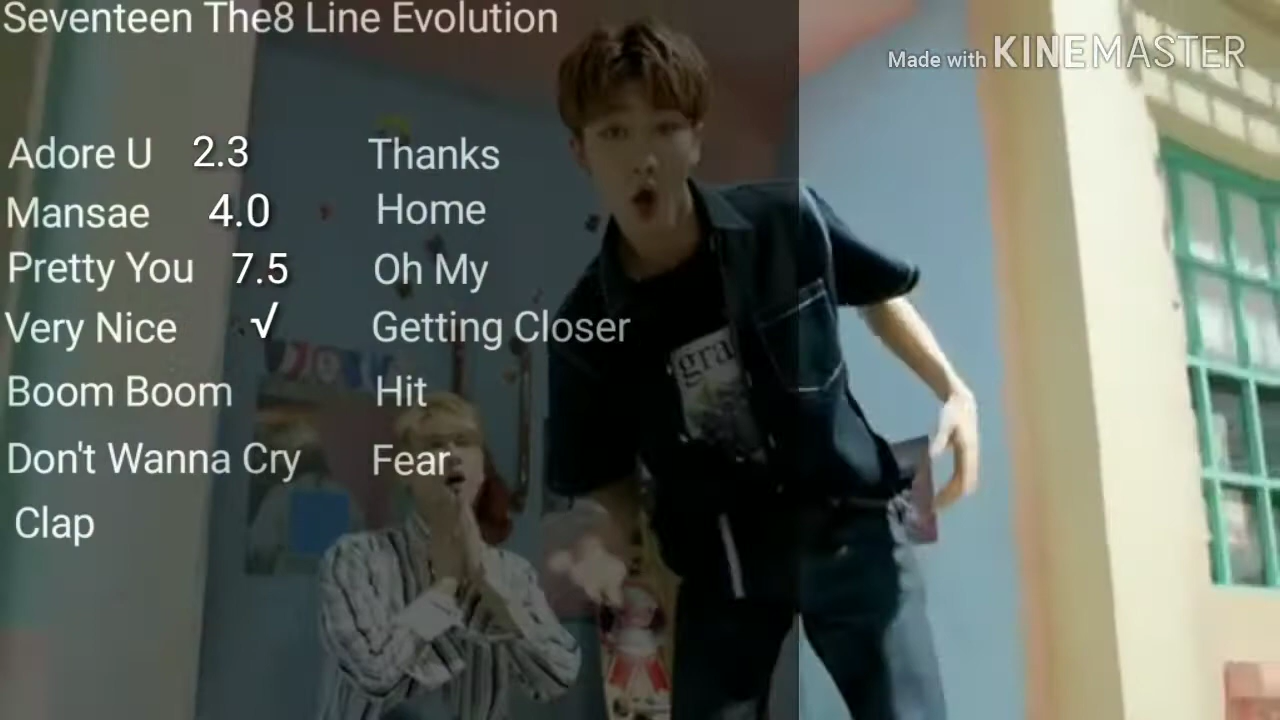 Seventeen The8 Line Evolution
Made with KINEMASTER
Adore U 2.3
Thanks
Mansae 4.0
Home
Pretty You 7.5
Oh My
Very Nice √
Getting Closer
Boom Boom
Hit
Don't Wanna Cry
Fear
Clap
gra